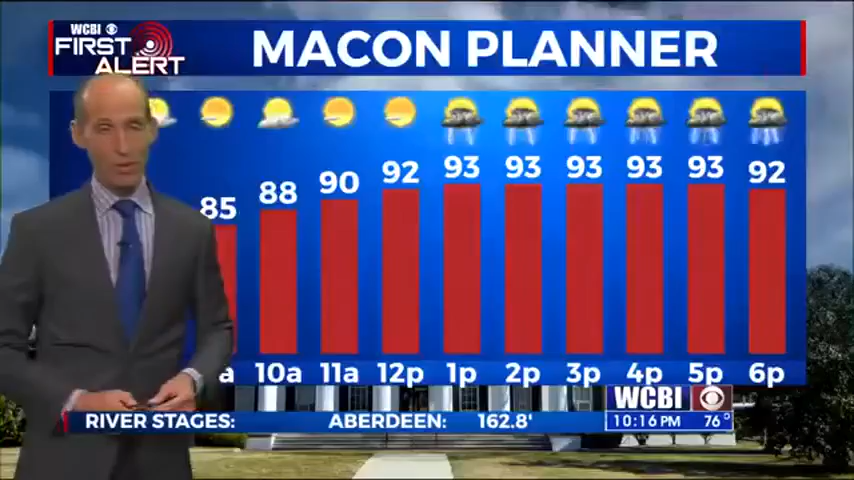 WCBI
FIRST
ALERT
MACON PLANNER
85 88 90 92 93 93 93 93 93 92
a 10a 11a 12p 1p 2p 3p 4p 5p 6p
RIVER STAGES: ABERDEEN: 162.8'
WCBI
10:16 PM 76°